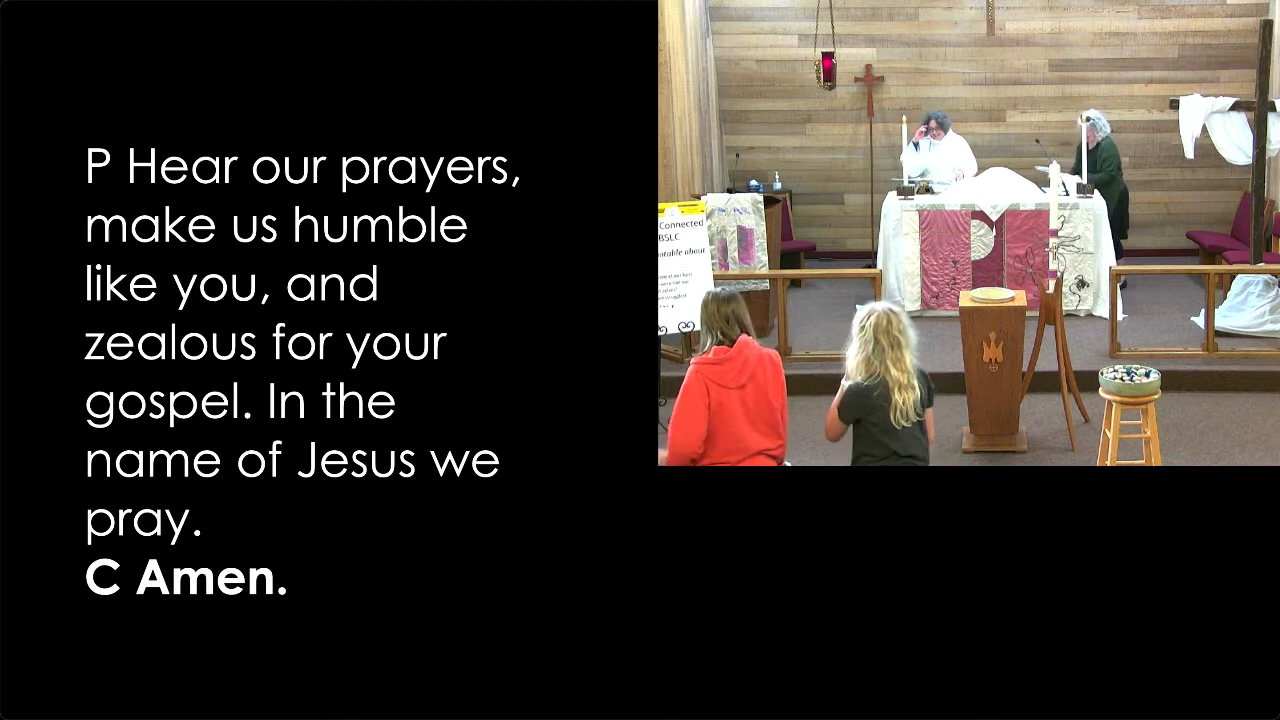 P Hear our prayers,
make us humble
like you, and
zealous for your
gospel. In the
name of Jesus we
pray.
C Amen.
Connected
BSLC